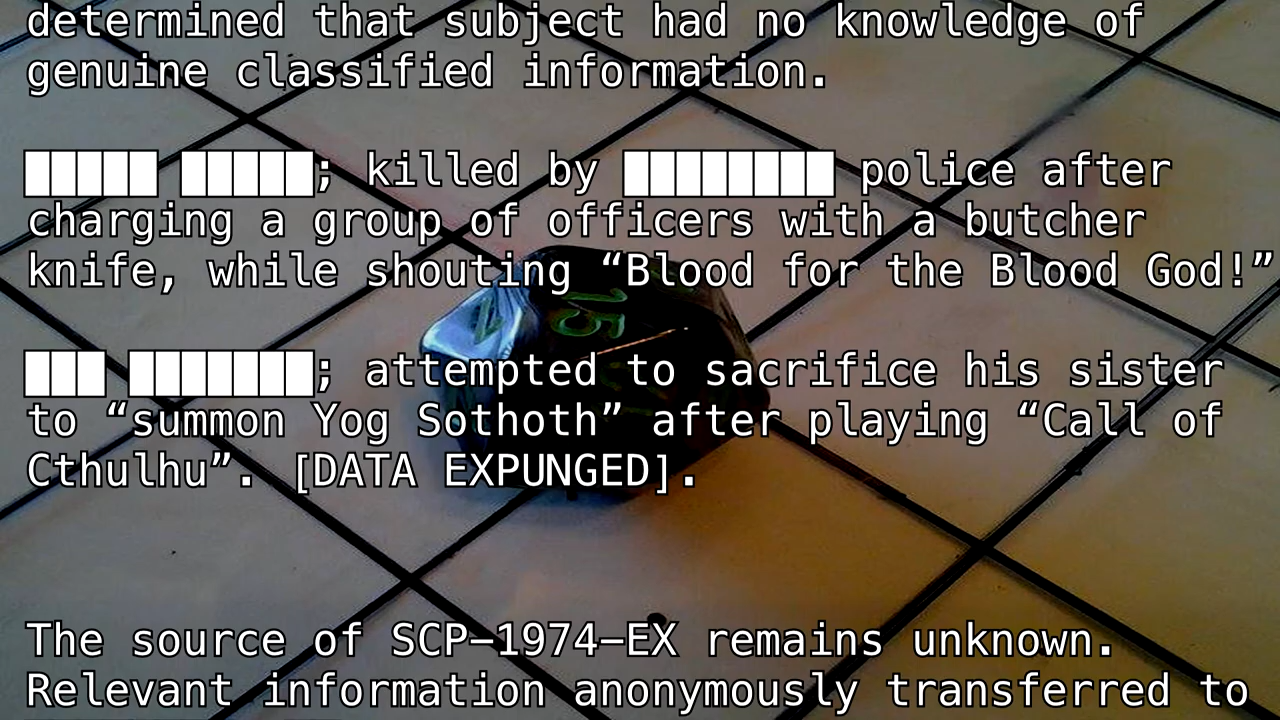 determined that subject had no knowledge of
genuine classified information.
█████ █████; killed by ████████ police after
charging a group of officers with a butcher
knife, while shouting “Blood for the Blood God!”
███ ███████; attempted to sacrifice his sister
to “summon Yog Sothoth” after playing “Call of
Cthulhu”. [DATA EXPUNGED].
15
The source of SCP–1974–EX remains unknown.
Relevant information anonymously transferred to